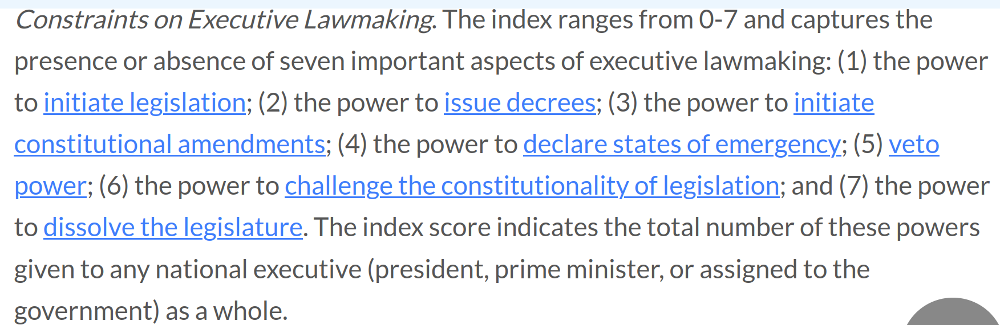 Constraints on Executive Lawmaking. The index ranges from 0-7 and captures the
presence or absence of seven important aspects of executive lawmaking: (1) the power
to initiate legislation; (2) the power to issue decrees; (3) the power to initiate
constitutional amendments; (4) the power to declare states of emergency; (5) veto
power; (6) the power to challenge the constitutionality of legislation; and (7) the power
to dissolve the legislature. The index score indicates the total number of these powers
given to any national executive (president, prime minister, or assigned to the
government) as a whole.